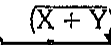 (X + Y)